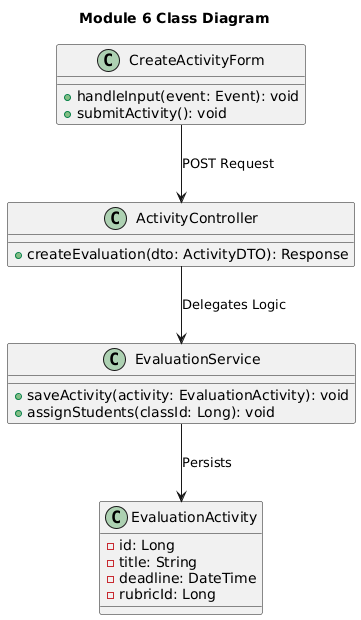 Module 6 Class Diagram
C CreateActivityForm
handleInput(event: Event): void
submitActivity(): void
POST Request
C ActivityController
createEvaluation(dto: ActivityDTO): Response
Delegates Logic
C EvaluationService
saveActivity(activity: EvaluationActivity): void
assignStudents(classId: Long): void
Persists
C EvaluationActivity
id: Long
title: String
deadline: DateTime
rubricId: Long